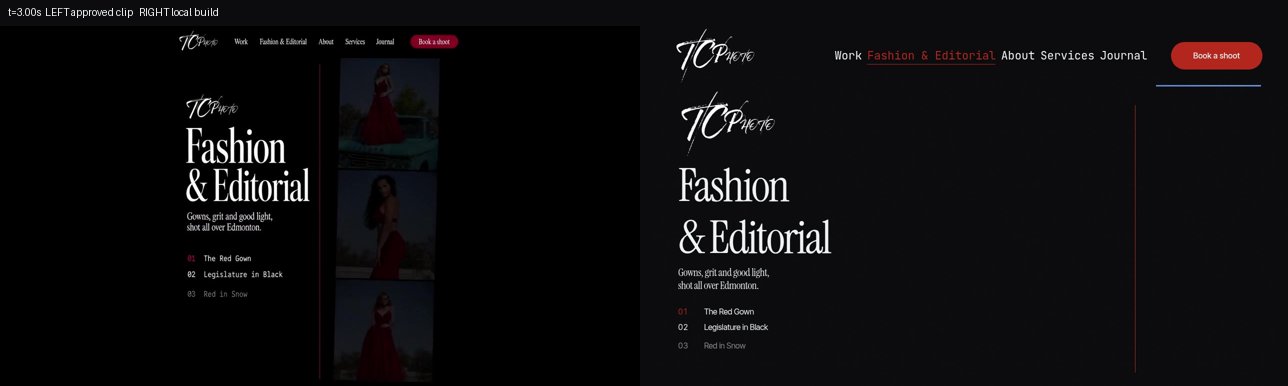 t=3.00s LEFT approved clip RIGHT local build
TCPHOTO Work Fashion & Editorial About Services Journal Book a shoot
TCPHOTO
Fashion
& Editorial
Gowns, grit and good light,
shot all over Edmonton.
01 The Red Gown
02 Legislature in Black
03 Red in Snow
TCPHOTO Work Fashion & Editorial About Services Journal Book a shoot
TCPHOTO
Fashion
& Editorial
Gowns, grit and good light,
shot all over Edmonton.
01 The Red Gown
02 Legislature in Black
03 Red in Snow